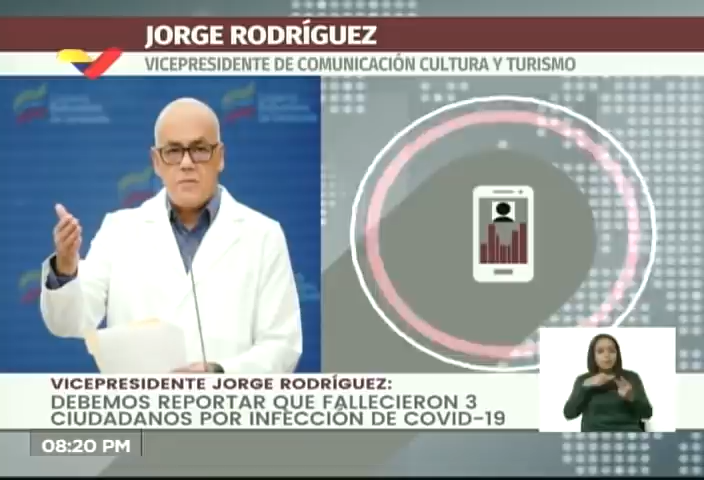 JORGE RODRÍGUEZ
VICEPRESIDENTE DE COMUNICACIÓN CULTURA Y TURISMO
VICEPRESIDENTE JORGE RODRÍGUEZ:
DEBEMOS REPORTAR QUE FALLECIERON 3
CIUDADANOS POR INFECCIÓN DE COVID-19
08:20 PM